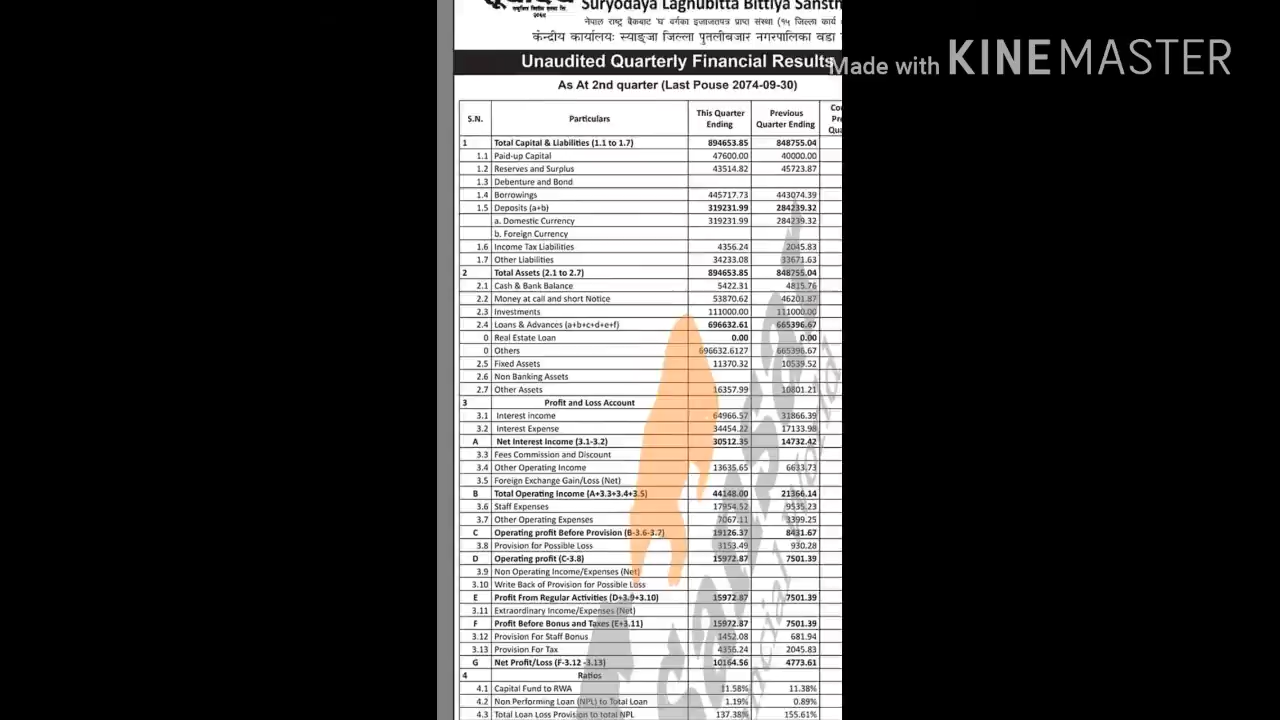 Suryodaya Laghubitta Bittiya Sansth
नेपाल राष्ट्र बैंकबाट 'घ' वर्गका इजाजतपत्र प्राप्त संस्था (१५ जिल्ला कार्य
केन्द्रीय कार्यालयः स्याङ्जा जिल्ला पुतलीबजार नगरपालिका वडा
Unaudited Quarterly Financial Results
Made with KINEMASTER
As At 2nd quarter (Last Pouse 2074-09-30)
S.N. Particulars This Quarter Ending Previous Quarter Ending
1 Total Capital & Liabilities (1.1 to 1.7) 894653.85 848755.04
1.1 Paid-up Capital 47600.00 40000.00
1.2 Reserves and Surplus 43514.82 45723.87
1.3 Debenture and Bond
1.4 Borrowings 445717.73 443074.39
1.5 Deposits (a+b) 319231.99 284239.32
a. Domestic Currency 319231.99 284239.32
b. Foreign Currency
1.6 Income Tax Liabilities 4356.24 2045.83
1.7 Other Liabilities 34233.08 33671.63
2 Total Assets (2.1 to 2.7) 894653.85 848755.04
2.1 Cash & Bank Balance 5422.31 4815.76
2.2 Money at call and short Notice 53870.62 46201.87
2.3 Investments 111000.00 111000.00
2.4 Loans & Advances (a+b+c+d+e+f) 696632.61 665396.67
0 Real Estate Loan 0.00 0.00
0 Others 696632.6127 665396.67
2.5 Fixed Assets 11370.32 10539.52
2.6 Non Banking Assets
2.7 Other Assets 16357.99 10801.21
3 Profit and Loss Account
3.1 Interest income 64966.57 31866.39
3.2 Interest Expense 34454.22 17133.98
A Net Interest Income (3.1-3.2) 30512.35 14732.42
3.3 Fees Commission and Discount
3.4 Other Operating Income 13635.65 6633.73
3.5 Foreign Exchange Gain/Loss (Net)
B Total Operating Income (A+3.3+3.4+3.5) 44148.00 21366.14
3.6 Staff Expenses 17954.52 9535.23
3.7 Other Operating Expenses 7067.11 3399.25
C Operating profit Before Provision (B-3.6-3.7) 19126.37 8431.67
3.8 Provision for Possible Loss 3153.49 930.28
D Operating profit (C-3.8) 15972.87 7501.39
3.9 Non Operating Income/Expenses (Net)
3.10 Write Back of Provision for Possible Loss
E Profit From Regular Activities (D+3.9+3.10) 15972.87 7501.39
3.11 Extraordinary Income/Expenses (Net)
F Profit Before Bonus and Taxes (E+3.11) 15972.87 7501.39
3.12 Provision For Staff Bonus 1452.08 681.94
3.13 Provision For Tax 4356.24 2045.83
G Net Profit/Loss (F-3.12 -3.13) 10164.56 4773.61
4 Ratios
4.1 Capital Fund to RWA 11.58% 11.38%
4.2 Non Performing Loan (NPL) to Total Loan 1.19% 0.89%
4.3 Total Loan Loss Provision to total NPL 137.38% 155.61%